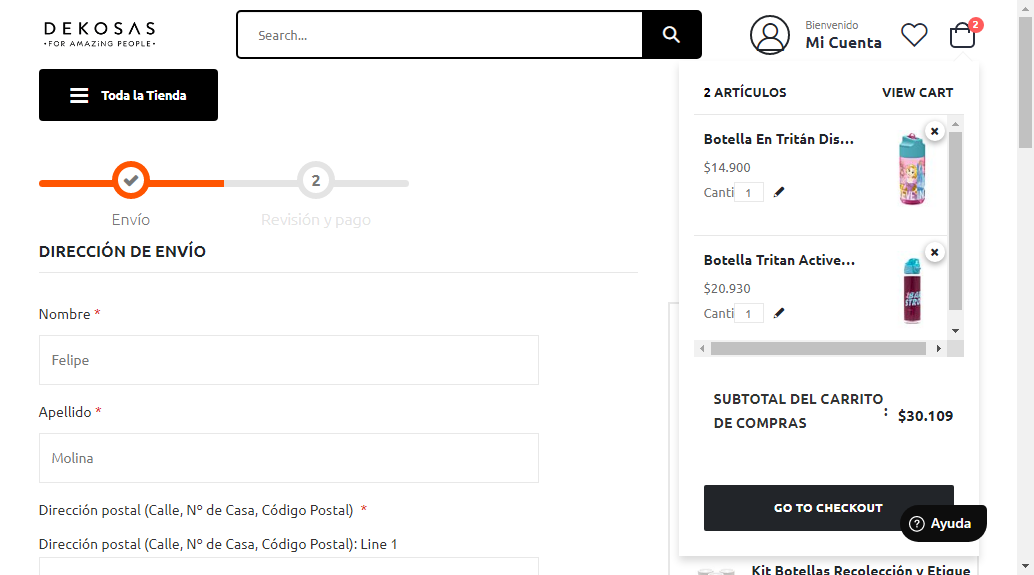 DEKOSAS
•FOR AMAZING PEOPLE•
Search...
Bienvenido
Mi Cuenta
2
Toda la Tienda
2 ARTÍCULOS
VIEW CART
Botella En Tritán Dis...
$14.900
Canti 1
Botella Tritan Active...
$20.930
Canti 1
SUBTOTAL DEL CARRITO
DE COMPRAS
:
$30.109
GO TO CHECKOUT
Ayuda
2
Envío
Revisión y pago
DIRECCIÓN DE ENVÍO
Nombre *
Felipe
Apellido *
Molina
Dirección postal (Calle, Nº de Casa, Código Postal) *
Dirección postal (Calle, Nº de Casa, Código Postal): Line 1
Kit Botellas Recolección y Etique